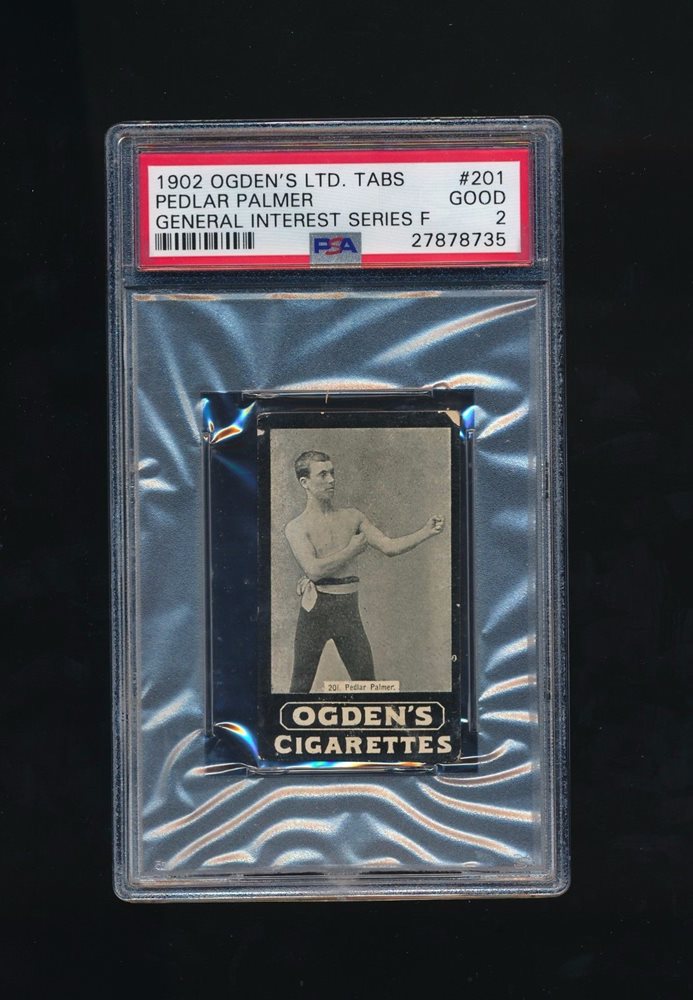 1902 OGDEN'S LTD. TABS #201
PEDLAR PALMER GOOD
GENERAL INTEREST SERIES F 2
PSA 27878735
201. Pedlar Palmer.
OGDEN'S
CIGARETTES